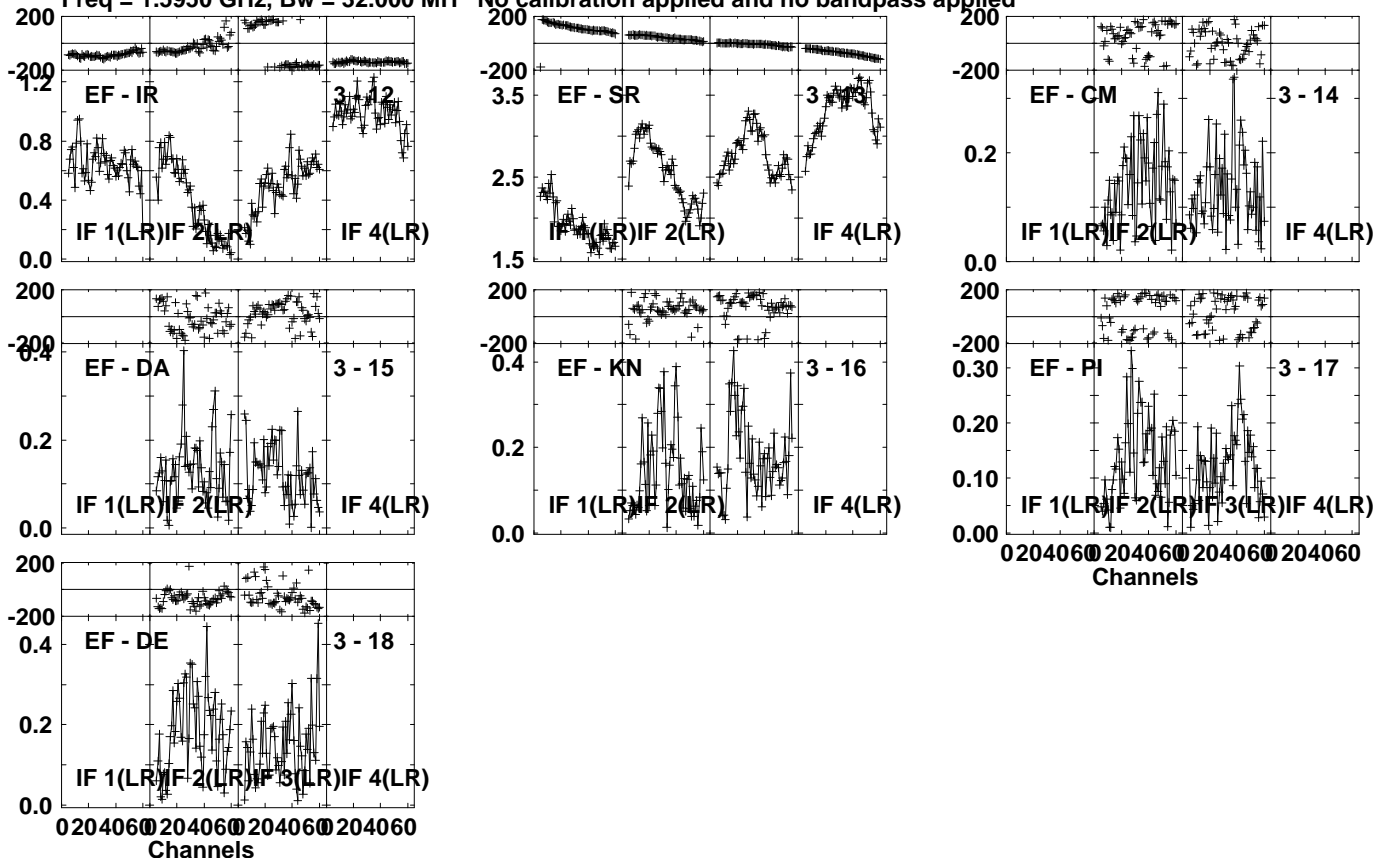 Freq = 1.5950 GHz, Bw = 32.000 MH No calibration applied and no bandpass applied
200
-200
1.2
0.8
0.4
0.0
EF - IR
3 - 12
IF 1(LR)
IF 2(LR)
IF 4(LR)
200
-200
3.5
2.5
1.5
EF - SR
3 - 13
IF 1(LR)
IF 2(LR)
IF 4(LR)
200
-200
0.2
0.0
EF - CM
3 - 14
IF 1(LR)
IF 2(LR)
IF 4(LR)
200
-200
0.4
0.2
0.0
EF - DA
3 - 15
IF 1(LR)
IF 2(LR)
IF 4(LR)
200
-200
0.4
0.2
0.0
EF - KN
3 - 16
IF 1(LR)
IF 2(LR)
IF 4(LR)
200
-200
0.30
0.20
0.10
0.00
EF - PI
3 - 17
IF 1(LR)
IF 2(LR)
IF 3(LR)
IF 4(LR)
0 20 40 60 0 20 40 60 0 20 40 60 0 20 40 60
Channels
200
-200
0.4
0.2
0.0
EF - DE
3 - 18
IF 1(LR)
IF 2(LR)
IF 3(LR)
IF 4(LR)
0 20 40 60 0 20 40 60 0 20 40 60 0 20 40 60
Channels